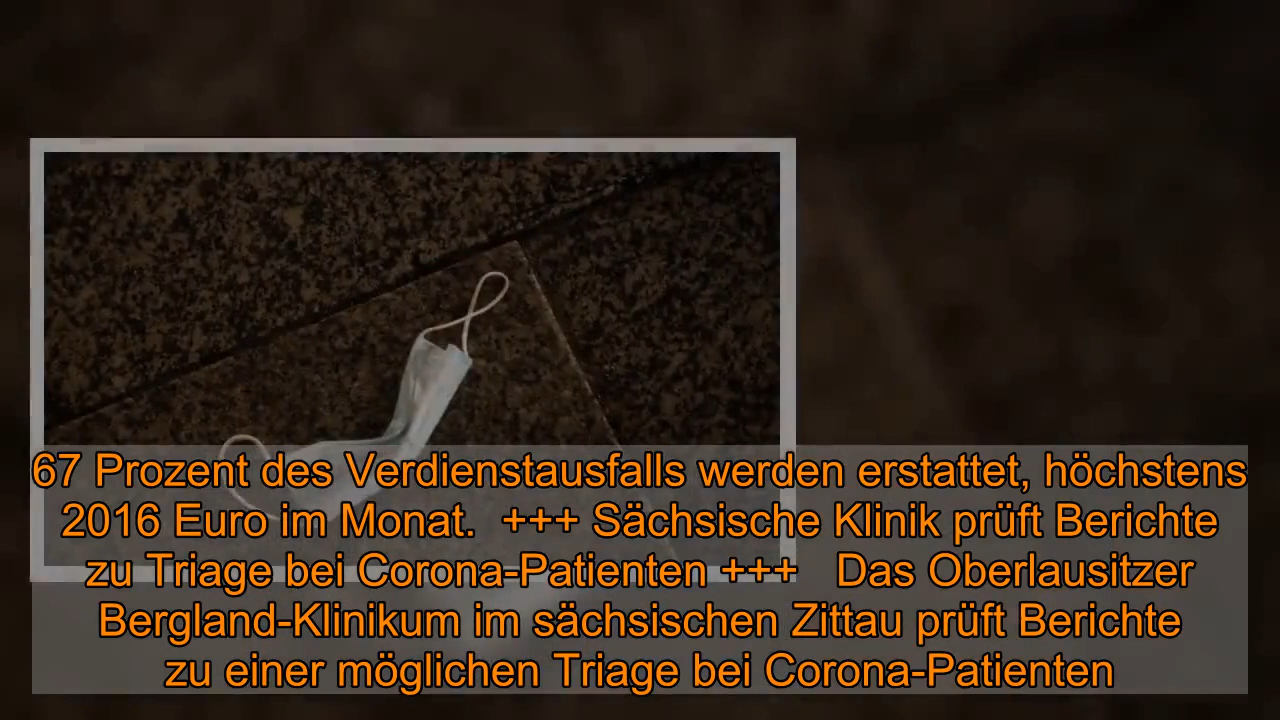 67 Prozent des Verdienstausfalls werden erstattet, höchstens
2016 Euro im Monat.  +++ Sächsische Klinik prüft Berichte
zu Triage bei Corona-Patienten +++   Das Oberlausitzer
Bergland-Klinikum im sächsischen Zittau prüft Berichte
zu einer möglichen Triage bei Corona-Patienten